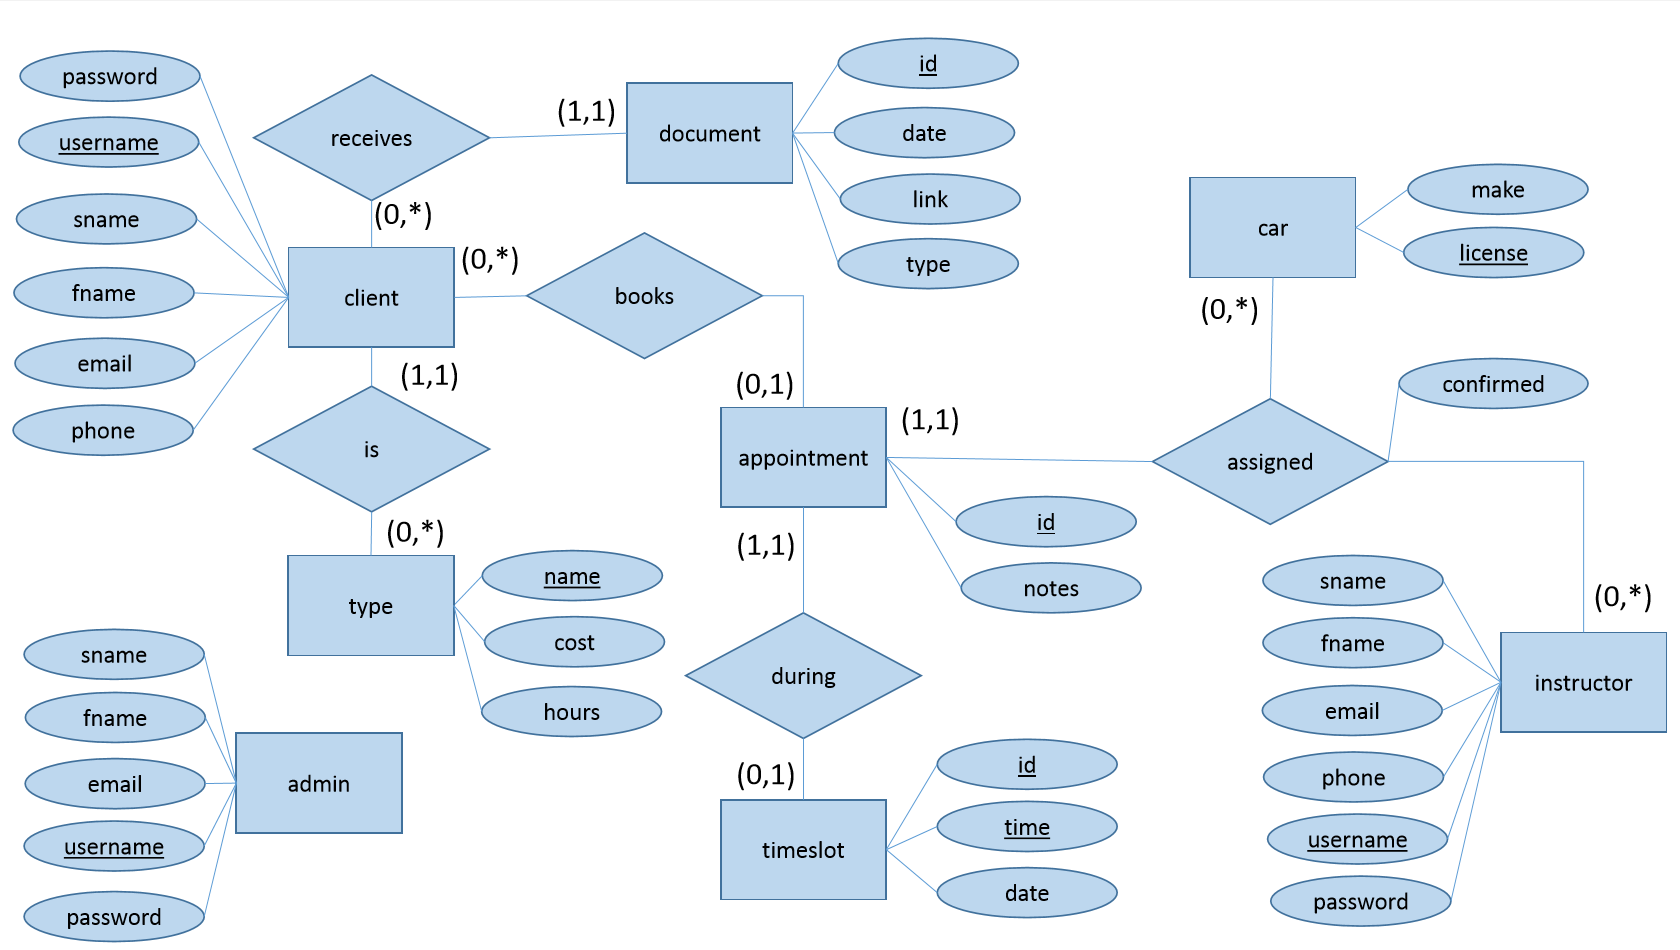 password
username
sname
fname
email
phone
receives
(1,1)
document
id
date
link
type
(0,*)
client
(0,*)
books
(1,1)
is
(0,*)
type
name
cost
hours
car
make
license
(0,*)
confirmed
(0,1)
appointment
(1,1)
assigned
id
notes
(1,1)
during
(0,1)
timeslot
id
time
date
sname
fname
email
username
password
admin
(0,*)
instructor
sname
fname
email
phone
username
password